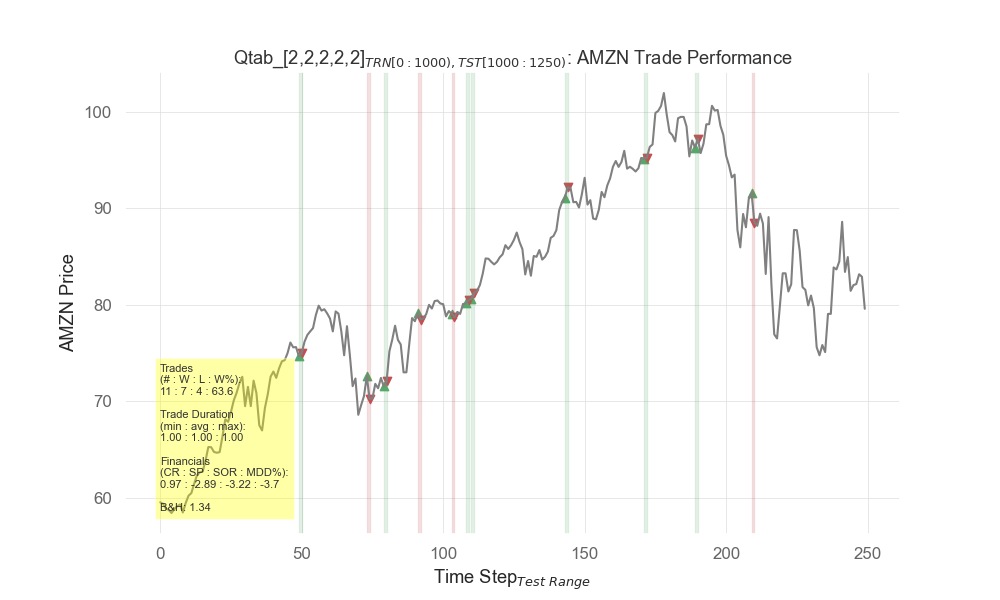 Qtab_[2,2,2,2,2]TRN[0 : 1000), TST[1000 : 1250): AMZN Trade Performance
AMZN Price
100
90
80
70
60
Trades
(# : W : L : W%):
11 : 7 : 4 : 63.6
Trade Duration
(min : avg : max):
1.00 : 1.00 : 1.00
Financials
(CR : SP : SOR : MDD%):
0.97 : -2.89 : -3.22 : -3.7
B&H: 1.34
0 50 100 150 200 250
Time StepTest Range